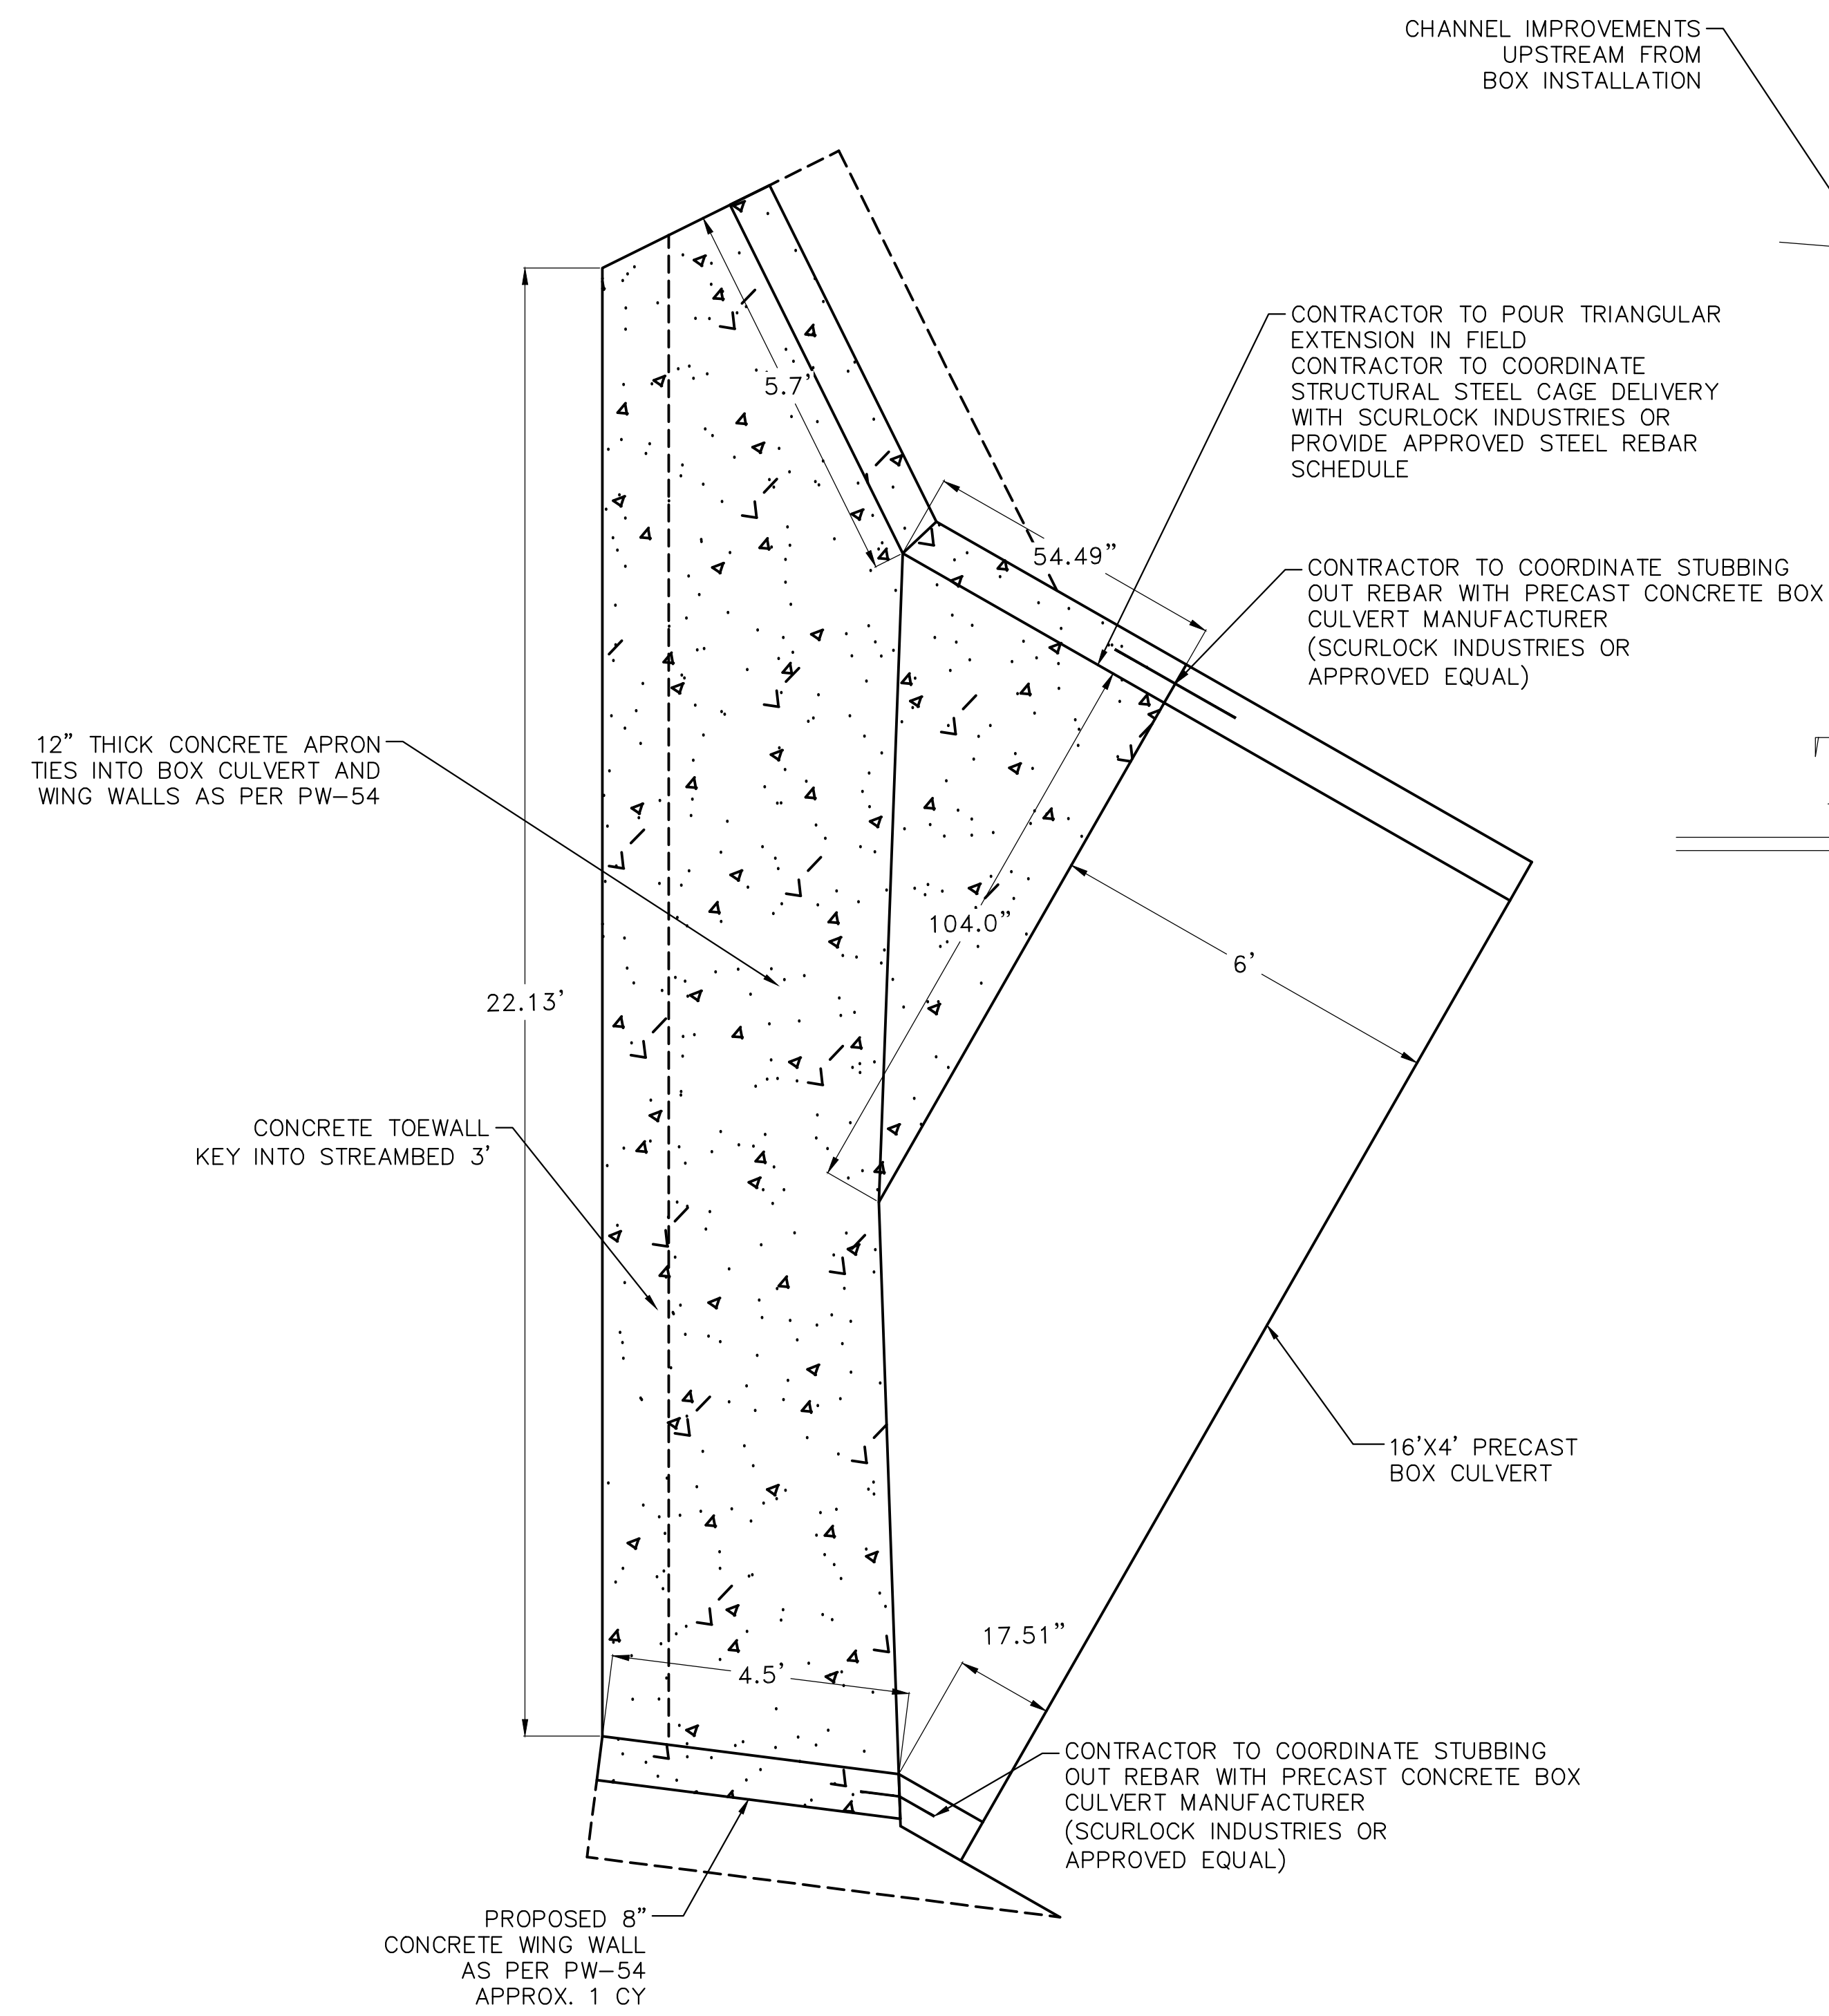 CHANNEL IMPROVEMENTS
UPSTREAM FROM
BOX INSTALLATION
CONTRACTOR TO POUR TRIANGULAR
EXTENSION IN FIELD
CONTRACTOR TO COORDINATE
STRUCTURAL STEEL CAGE DELIVERY
WITH SCURLOCK INDUSTRIES OR
PROVIDE APPROVED STEEL REBAR
SCHEDULE
5.7'
54.49"
CONTRACTOR TO COORDINATE STUBBING
OUT REBAR WITH PRECAST CONCRETE BOX
CULVERT MANUFACTURER
(SCURLOCK INDUSTRIES OR
APPROVED EQUAL)
12" THICK CONCRETE APRON
TIES INTO BOX CULVERT AND
WING WALLS AS PER PW-54
104.0"
6'
22.13'
CONCRETE TOEWALL
KEY INTO STREAMBED 3'
16'X4' PRECAST
BOX CULVERT
17.51"
4.5'
CONTRACTOR TO COORDINATE STUBBING
OUT REBAR WITH PRECAST CONCRETE BOX
CULVERT MANUFACTURER
(SCURLOCK INDUSTRIES OR
APPROVED EQUAL)
PROPOSED 8"
CONCRETE WING WALL
AS PER PW-54
APPROX. 1 CY